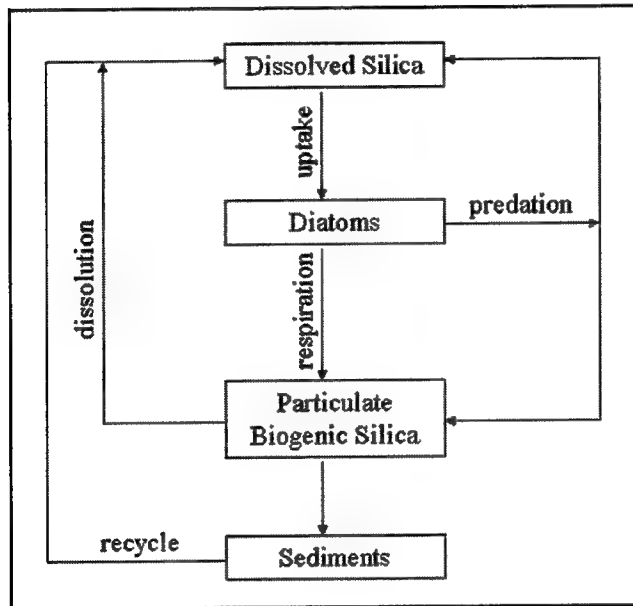 Dissolved Silica
uptake
Diatoms
predation
dissolution
respiration
Particulate
Biogenic Silica
recycle
Sediments